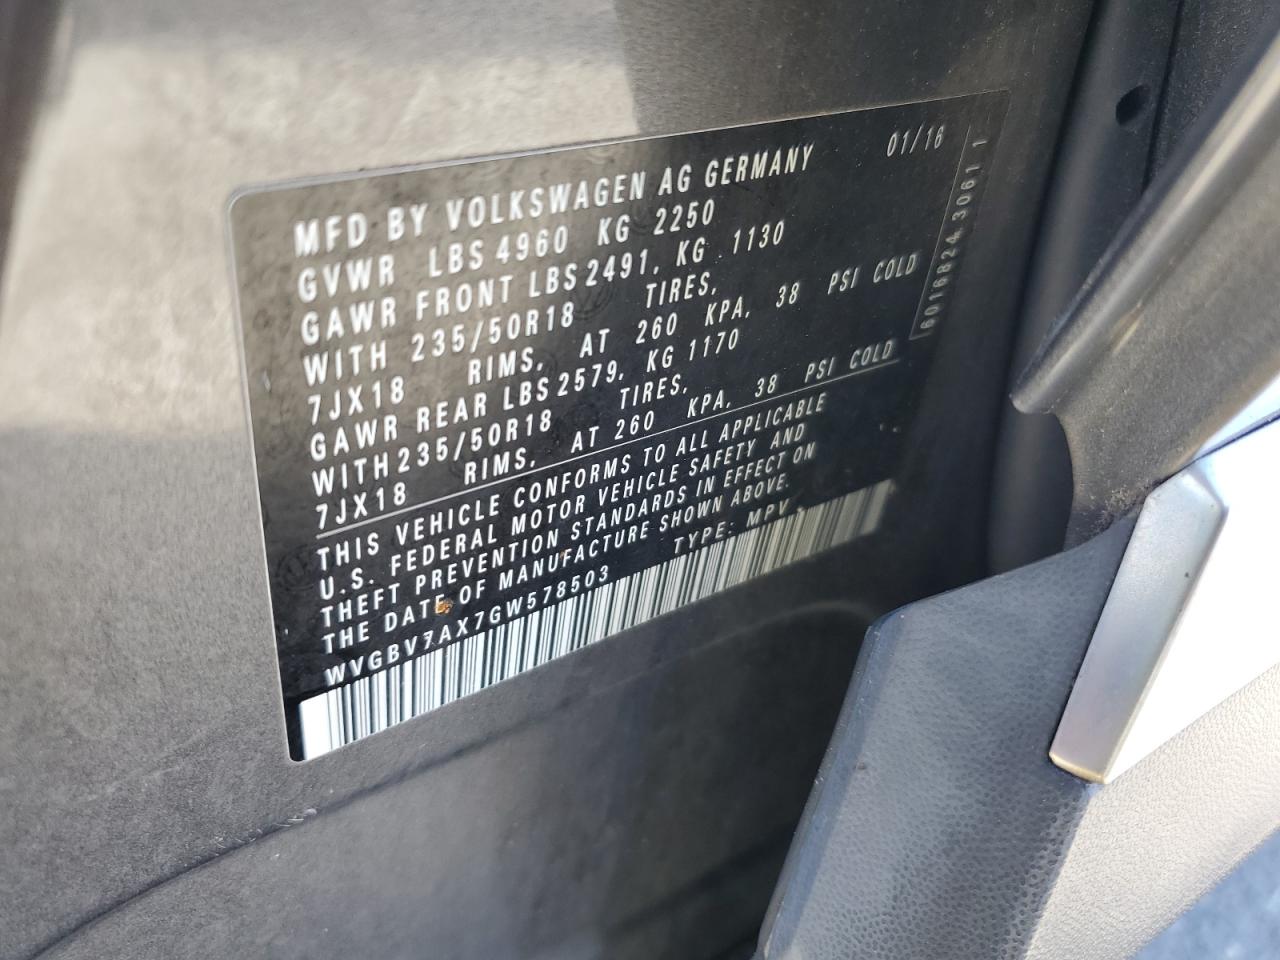 MFD BY VOLKSWAGEN AG GERMANY 01/16
GVWR LBS 4960 KG 2250
GAWR FRONT LBS 2491, KG 1130
WITH 235/50R18 TIRES,
7JX18 RIMS, AT 260 KPA, 38 PSI COLD
GAWR REAR LBS 2579, KG 1170
WITH 235/50R18 TIRES,
7JX18 RIMS, AT 260 KPA, 38 PSI COLD
THIS VEHICLE CONFORMS TO ALL APPLICABLE
U.S. FEDERAL MOTOR VEHICLE SAFETY AND
THEFT PREVENTION STANDARDS IN EFFECT ON
THE DATE OF MANUFACTURE SHOWN ABOVE.
WVGBV7AX7GW578503 TYPE: MPV